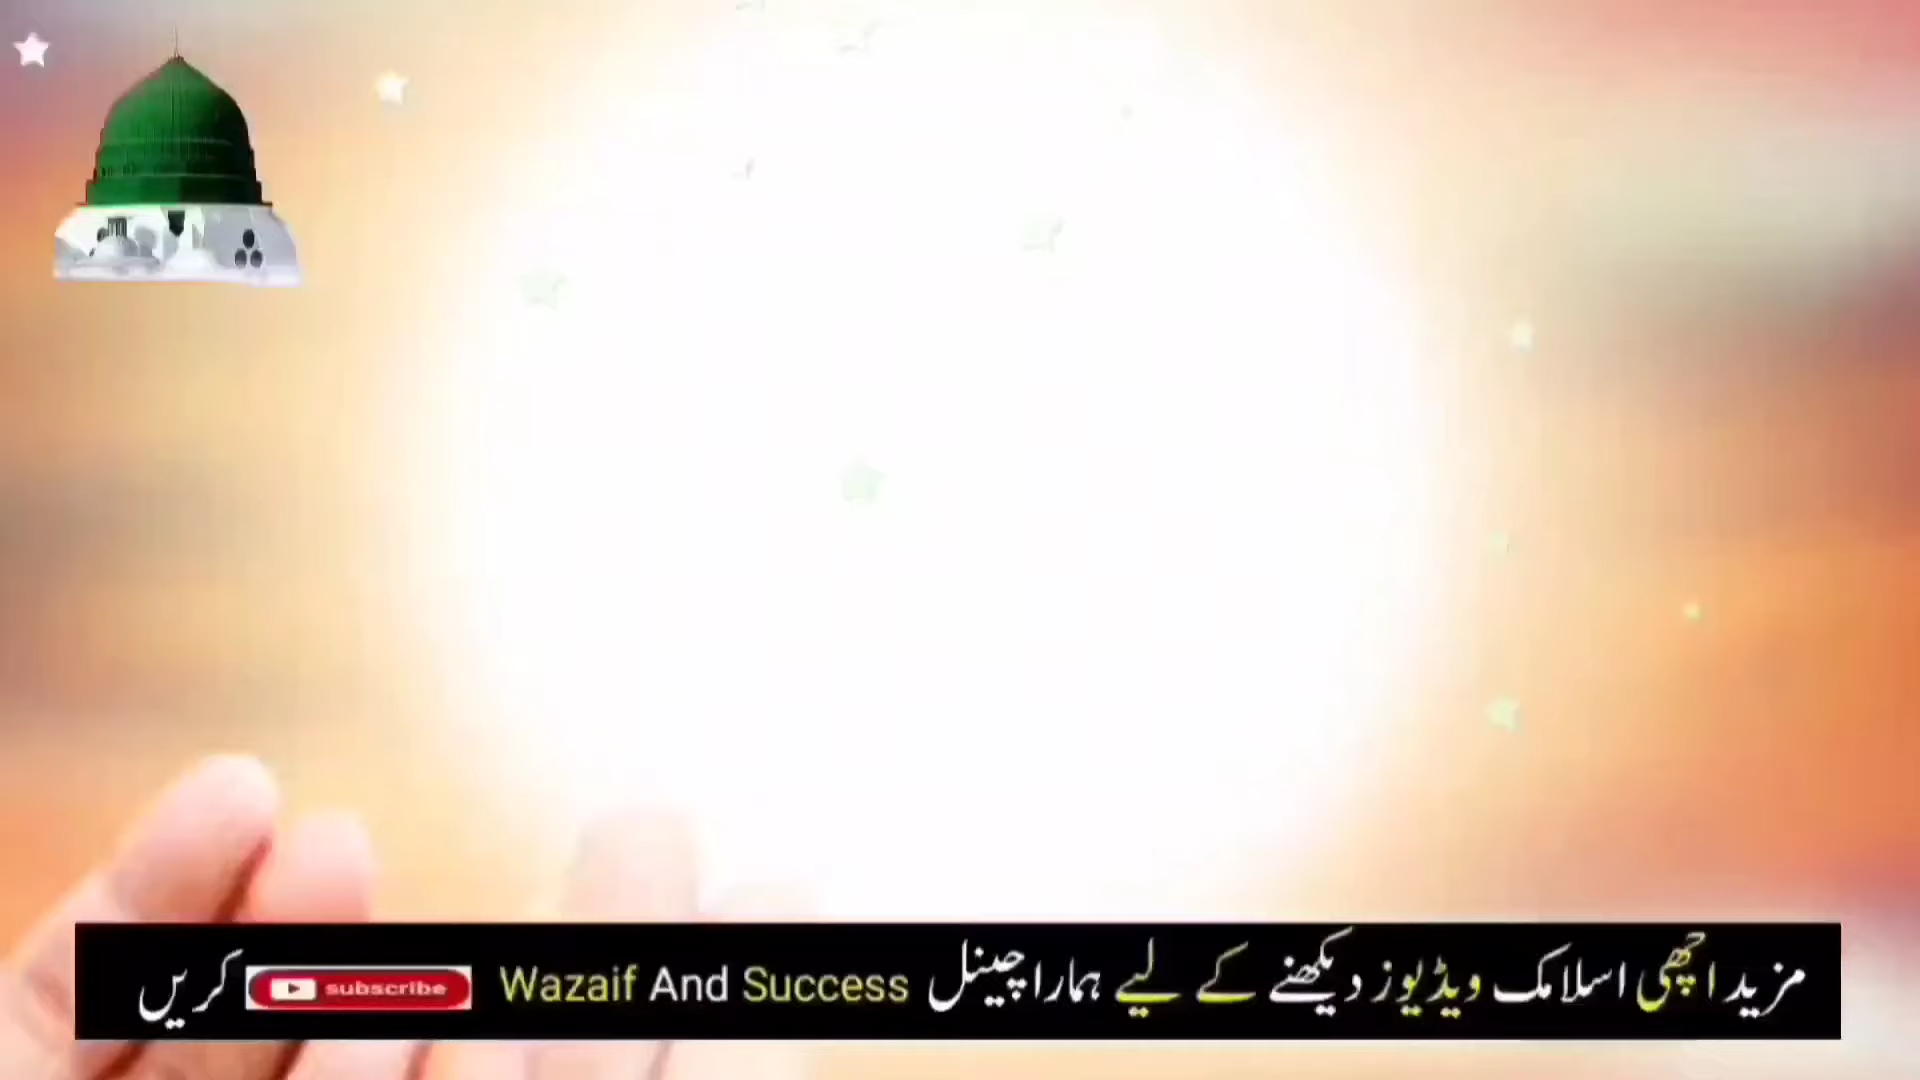 مزید اچھی اسلامک ویڈیوز دیکھنے کے لیے ہمارا چینل Wazaif And Success subscribe کریں